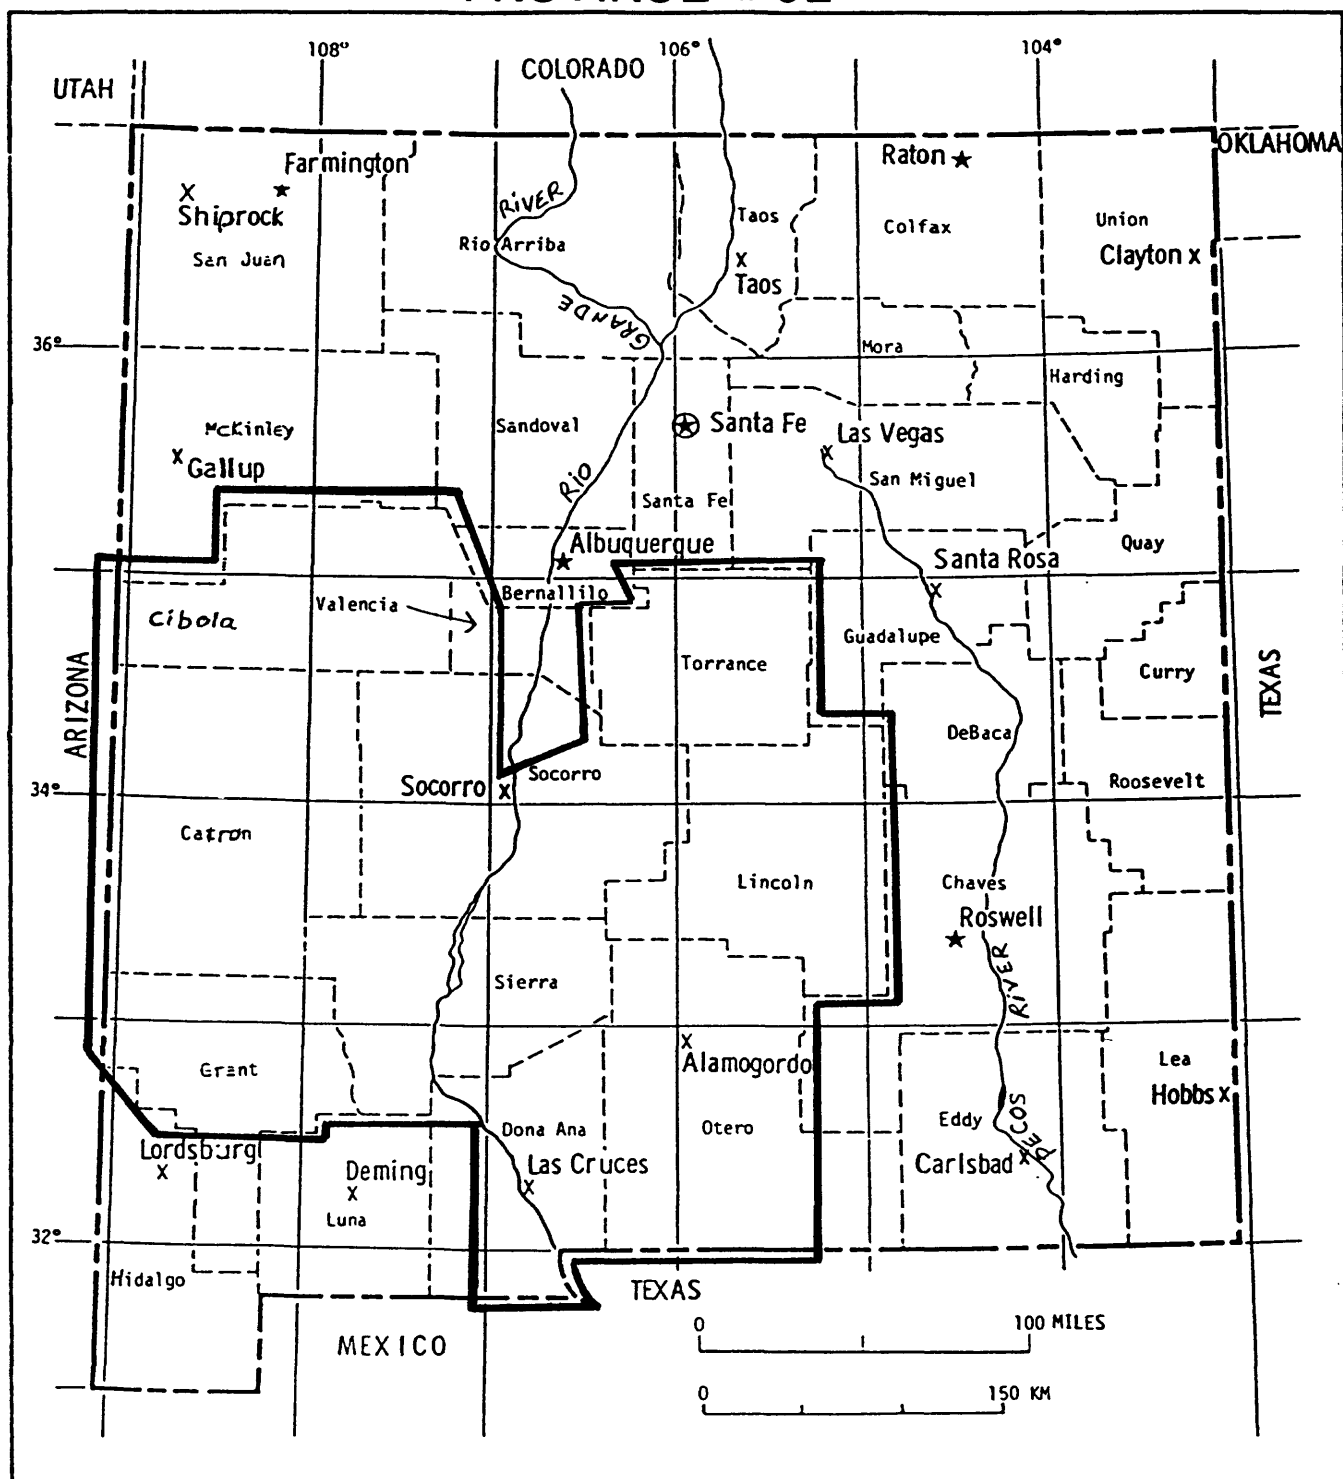 108°
106°
104°
COLORADO
UTAH
OKLAHOMA
Farmington
Raton
Shiprock
San Juan
RIVER
Rio Arriba
Taos
Taos
Colfax
Union
Clayton
GRANDE
36°
Mora
Harding
McKinley
Gallup
Sandoval
Santa Fe
Las Vegas
San Miguel
RIO
Santa Fe
Albuquerque
Quay
Santa Rosa
Bernallilo
Valencia
Cibola
Guadalupe
Torrance
Curry
ARIZONA
TEXAS
DeBaca
Socorro
Socorro
34°
Roosevelt
Catron
Lincoln
Chaves
Roswell
Sierra
RIVER
Grant
Alamogordo
Lea
Hobbs
PECOS
Eddy
Dona Ana
Otero
Lordsburg
Deming
Las Cruces
Carlsbad
Luna
32°
Hidalgo
TEXAS
MEXICO
0 100 MILES
0 150 KM